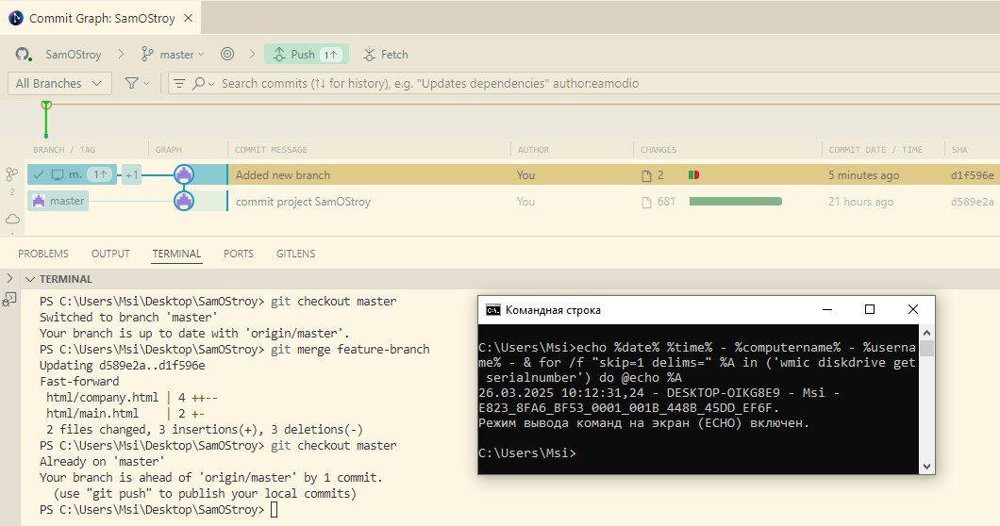 Commit Graph: SamOStroy
SamOStroy
master
Push 1↑
Fetch
All Branches
Search commits (↑↓ for history), e.g. "Updates dependencies" author:eamodio
BRANCH / TAG GRAPH COMMIT MESSAGE AUTHOR CHANGES COMMIT DATE / TIME SHA
m. 1↑ +1 Added new branch You 2 5 minutes ago d1f596e
master commit project SamOStroy You 681 21 hours ago d589e2a
2
PROBLEMS OUTPUT TERMINAL PORTS GITLENS
TERMINAL
PS C:\Users\Msi\Desktop\SamOStroy> git checkout master
Switched to branch 'master'
Your branch is up to date with 'origin/master'.
PS C:\Users\Msi\Desktop\SamOStroy> git merge feature-branch
Updating d589e2a..d1f596e
Fast-forward
html/company.html | 4 ++--
html/main.html | 2 +-
2 files changed, 3 insertions(+), 3 deletions(-)
PS C:\Users\Msi\Desktop\SamOStroy> git checkout master
Already on 'master'
Your branch is ahead of 'origin/master' by 1 commit.
(use "git push" to publish your local commits)
PS C:\Users\Msi\Desktop\SamOStroy>
Командная строка
C:\Users\Msi>echo %date% %time% - %computername% - %userna
me% - & for /f "skip=1 delims=" %A in ('wmic diskdrive get
serialnumber') do @echo %A
26.03.2025 10:12:31,24 - DESKTOP-OIKG8E9 - Msi -
E823_8FA6_BF53_0001_001B_448B_45DD_EF6F.
Режим вывода команд на экран (ECHO) включен.
C:\Users\Msi>